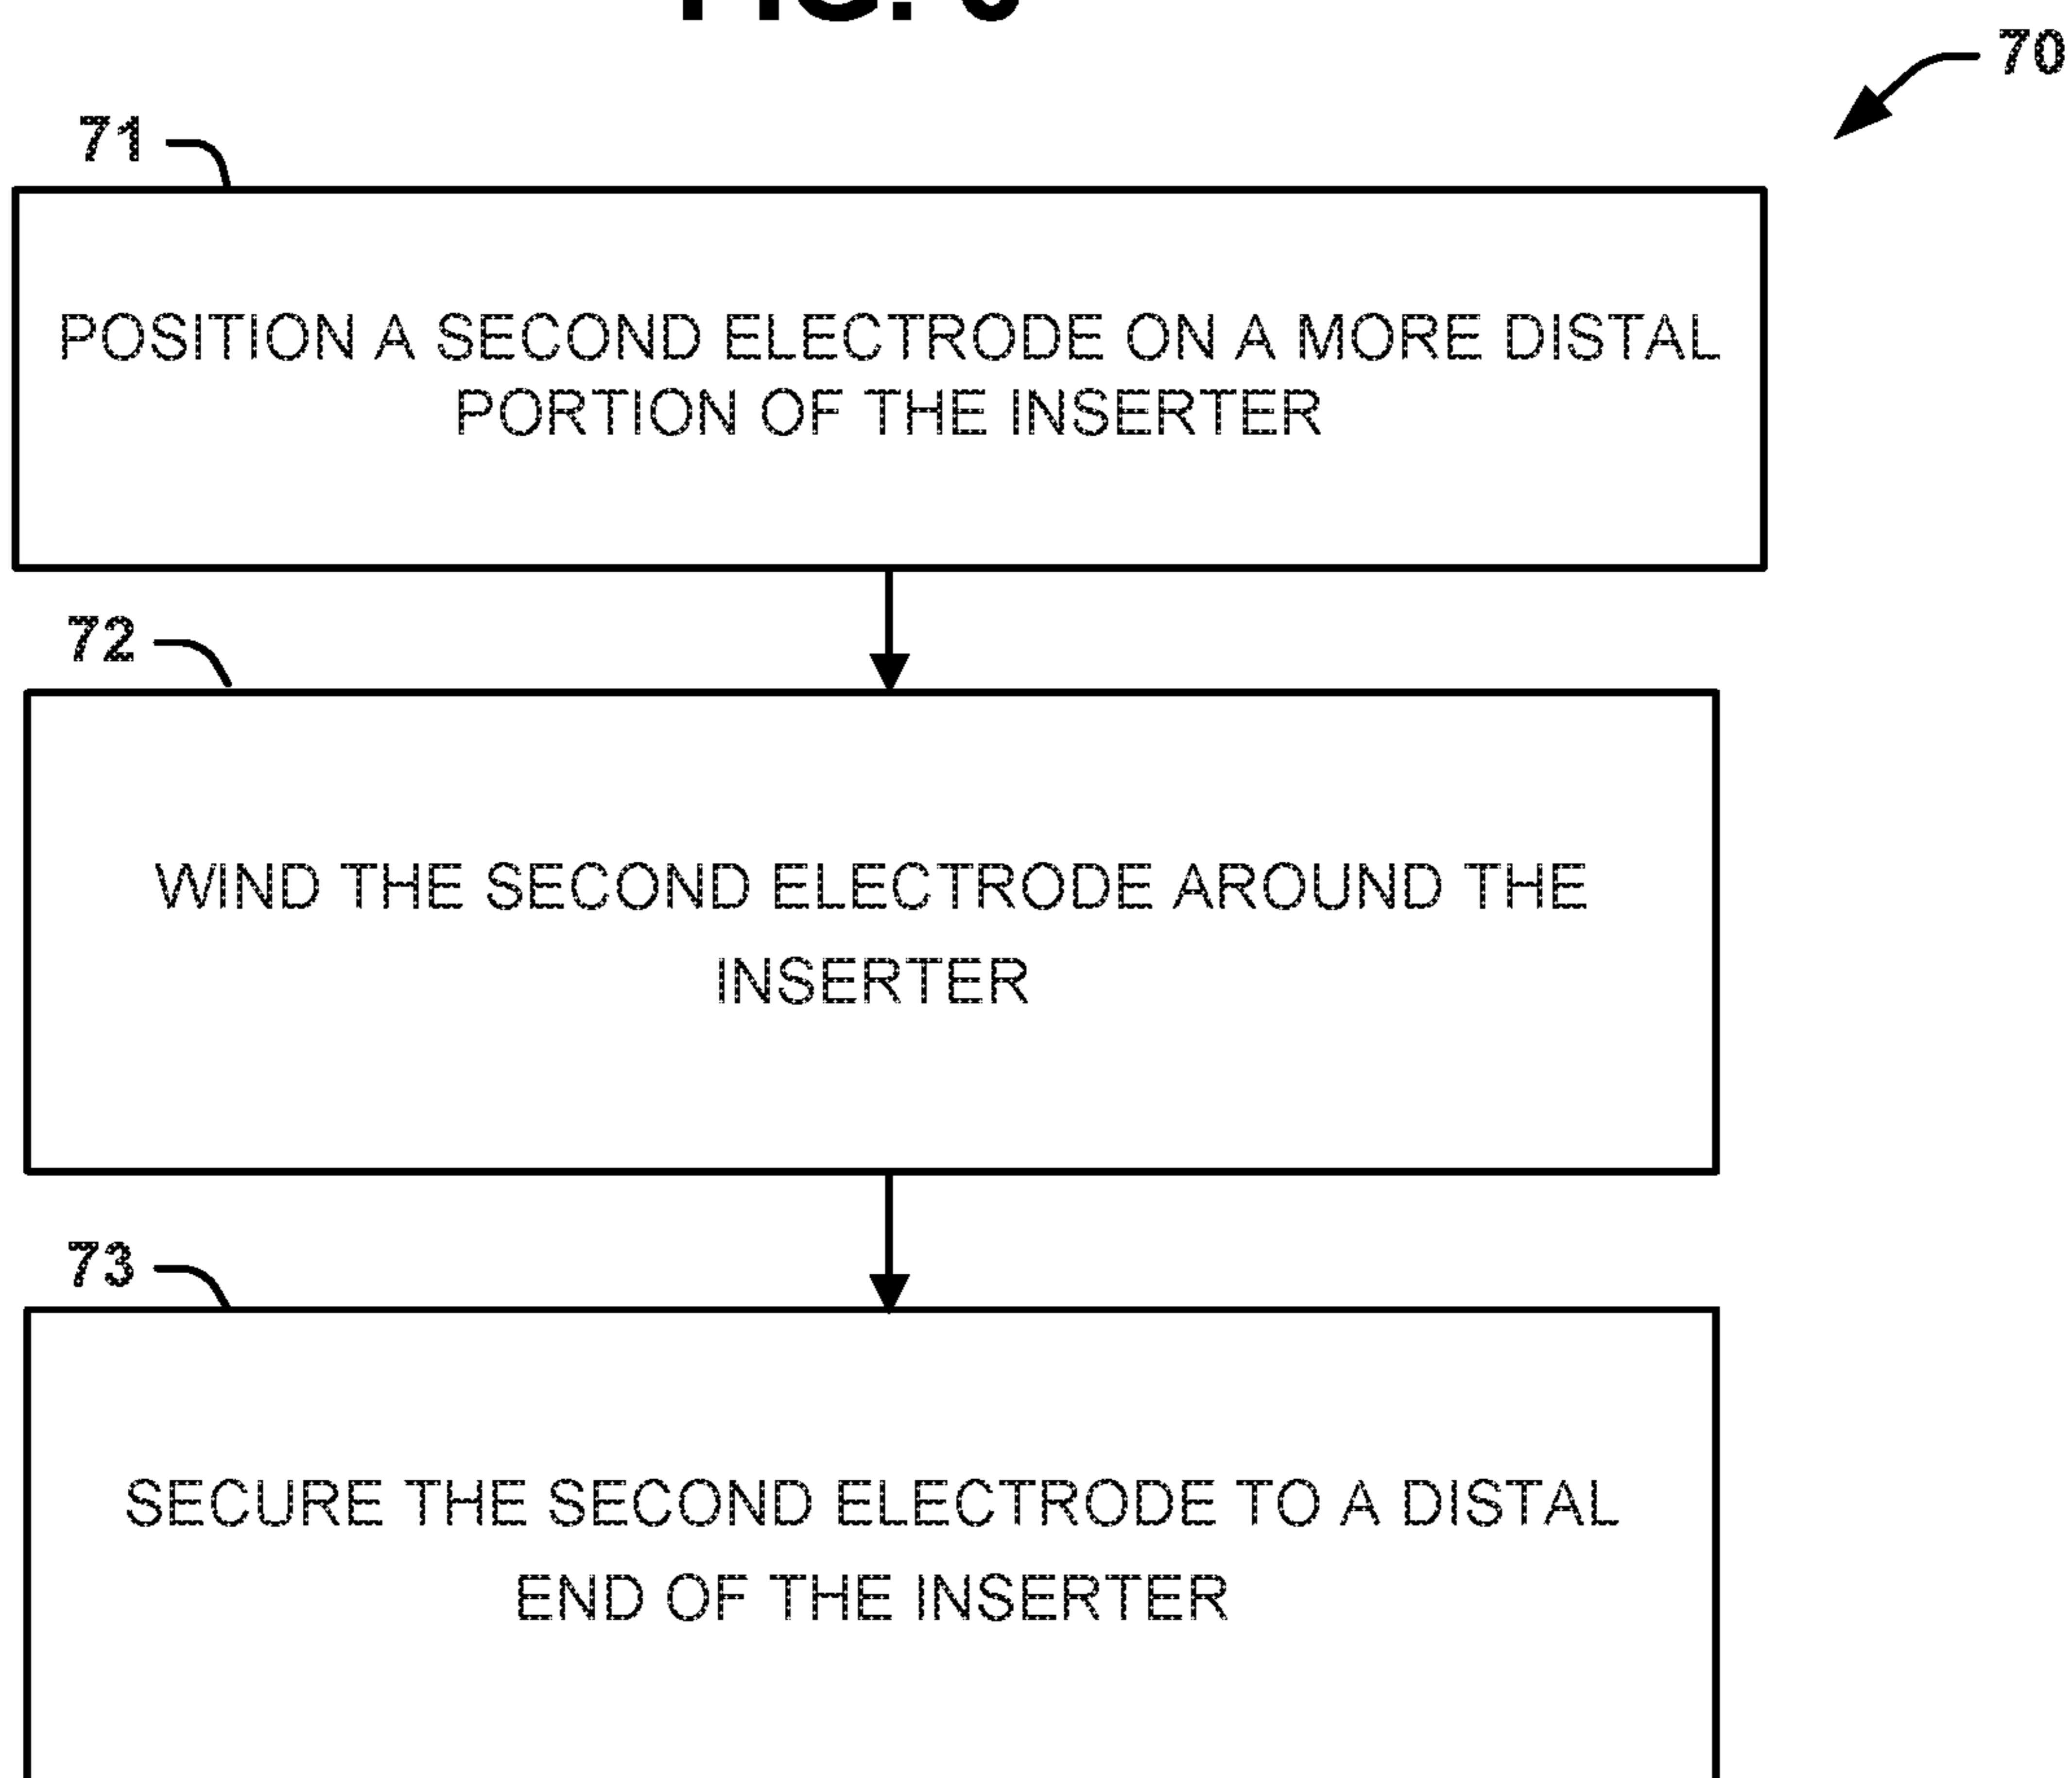 FIG.
70
71
POSITION A SECOND ELECTRODE ON A MORE DISTAL
PORTION OF THE INSERTER
72
WIND THE SECOND ELECTRODE AROUND THE
INSERTER
73
SECURE THE SECOND ELECTRODE TO A DISTAL
END OF THE INSERTER